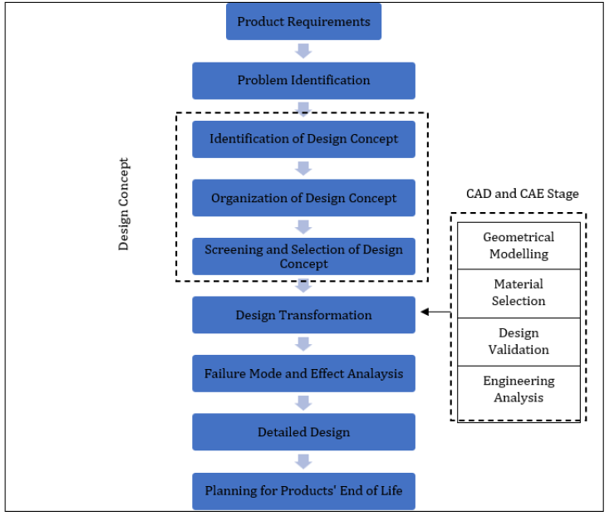 Product Requirements
Problem Identification
Identification of Design Concept
Organization of Design Concept
Screening and Selection of Design
Concept
Design Concept
Design Transformation
Failure Mode and Effect Analaysis
Detailed Design
Planning for Products' End of Life
CAD and CAE Stage
Geometrical
Modelling
Material
Selection
Design
Validation
Engineering
Analysis